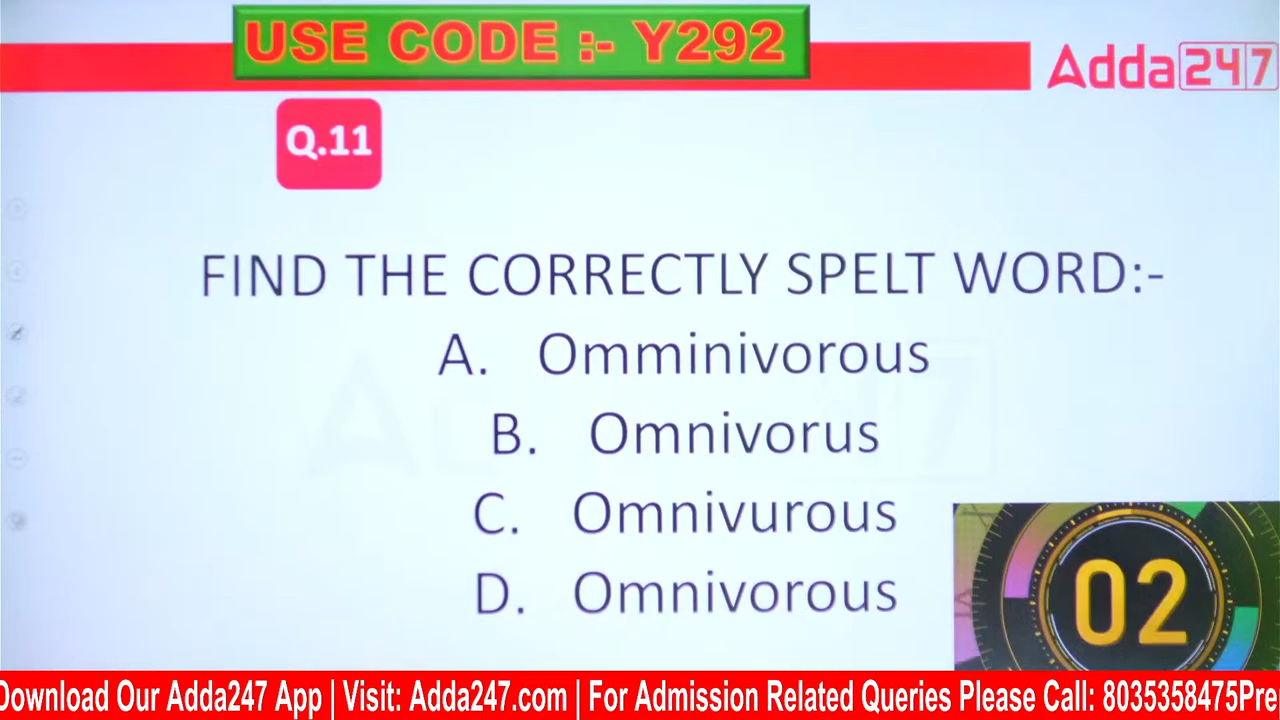 USE CODE :- Y292
Adda247
Q.11
FIND THE CORRECTLY SPELT WORD:-
A. Omminivorous
B. Omnivorus
C. Omnivurous
D. Omnivorous
02
Download Our Adda247 App | Visit: Adda247.com | For Admission Related Queries Please Call: 8035358475Pre